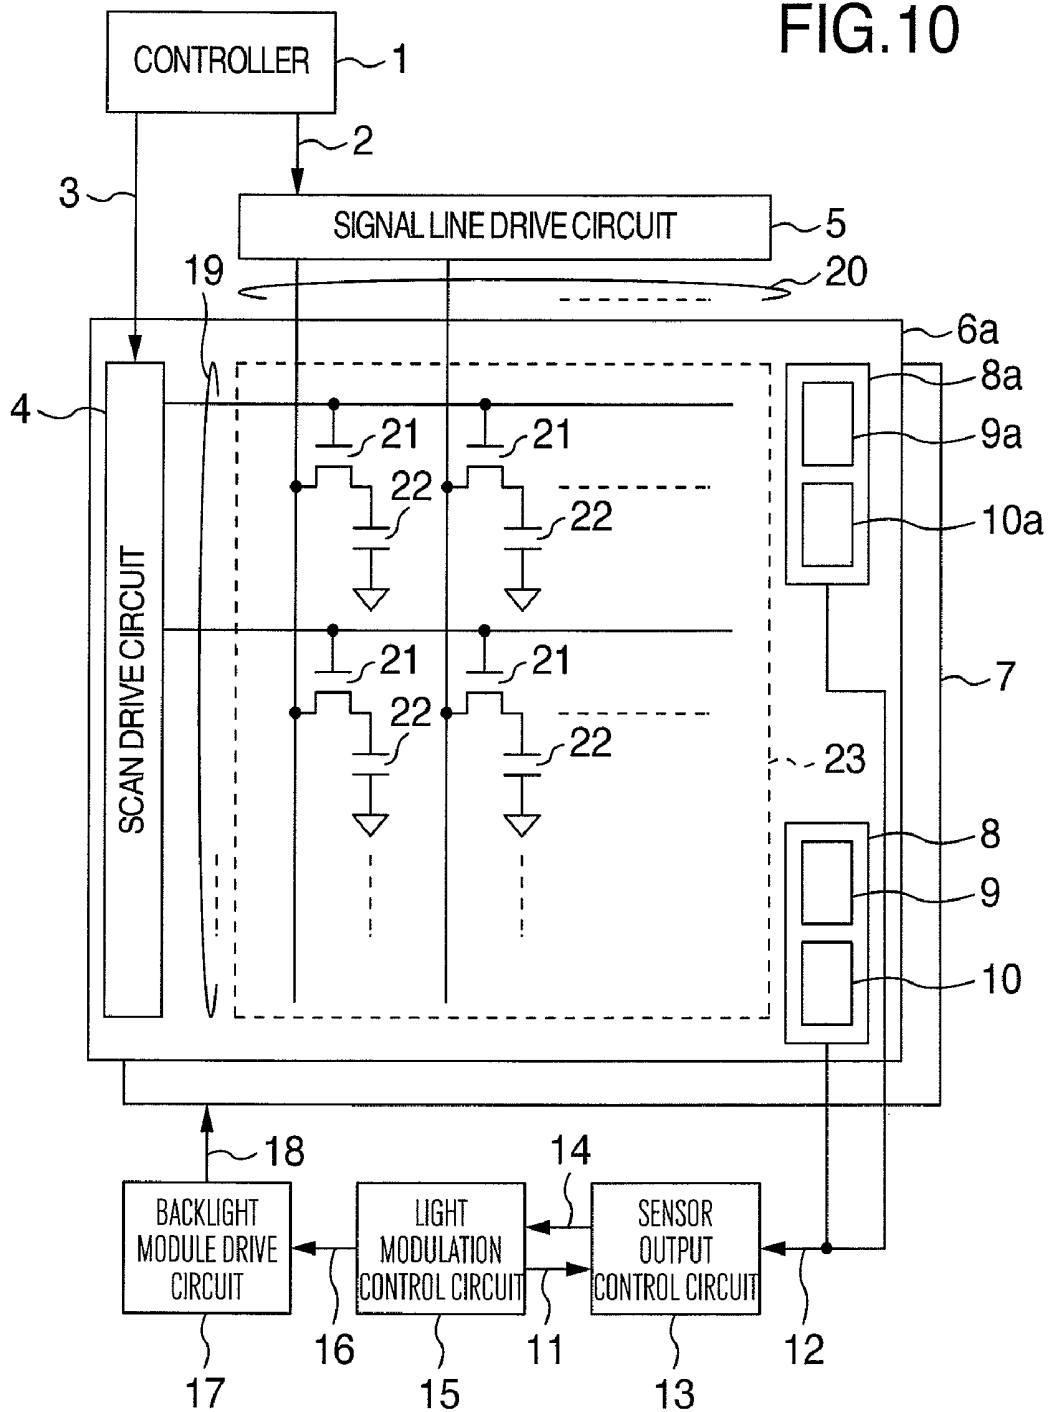 FIG.10
CONTROLLER
1
2
3
SIGNAL LINE DRIVE CIRCUIT
5
19
20
6a
8a
4
9a
21
21
22
22
10a
SCAN DRIVE CIRCUIT
21
21
7
22
22
23
8
9
10
18
14
BACKLIGHT
MODULE DRIVE
CIRCUIT
LIGHT
MODULATION
CONTROL CIRCUIT
SENSOR
OUTPUT
CONTROL CIRCUIT
16
11
12
17
15
13